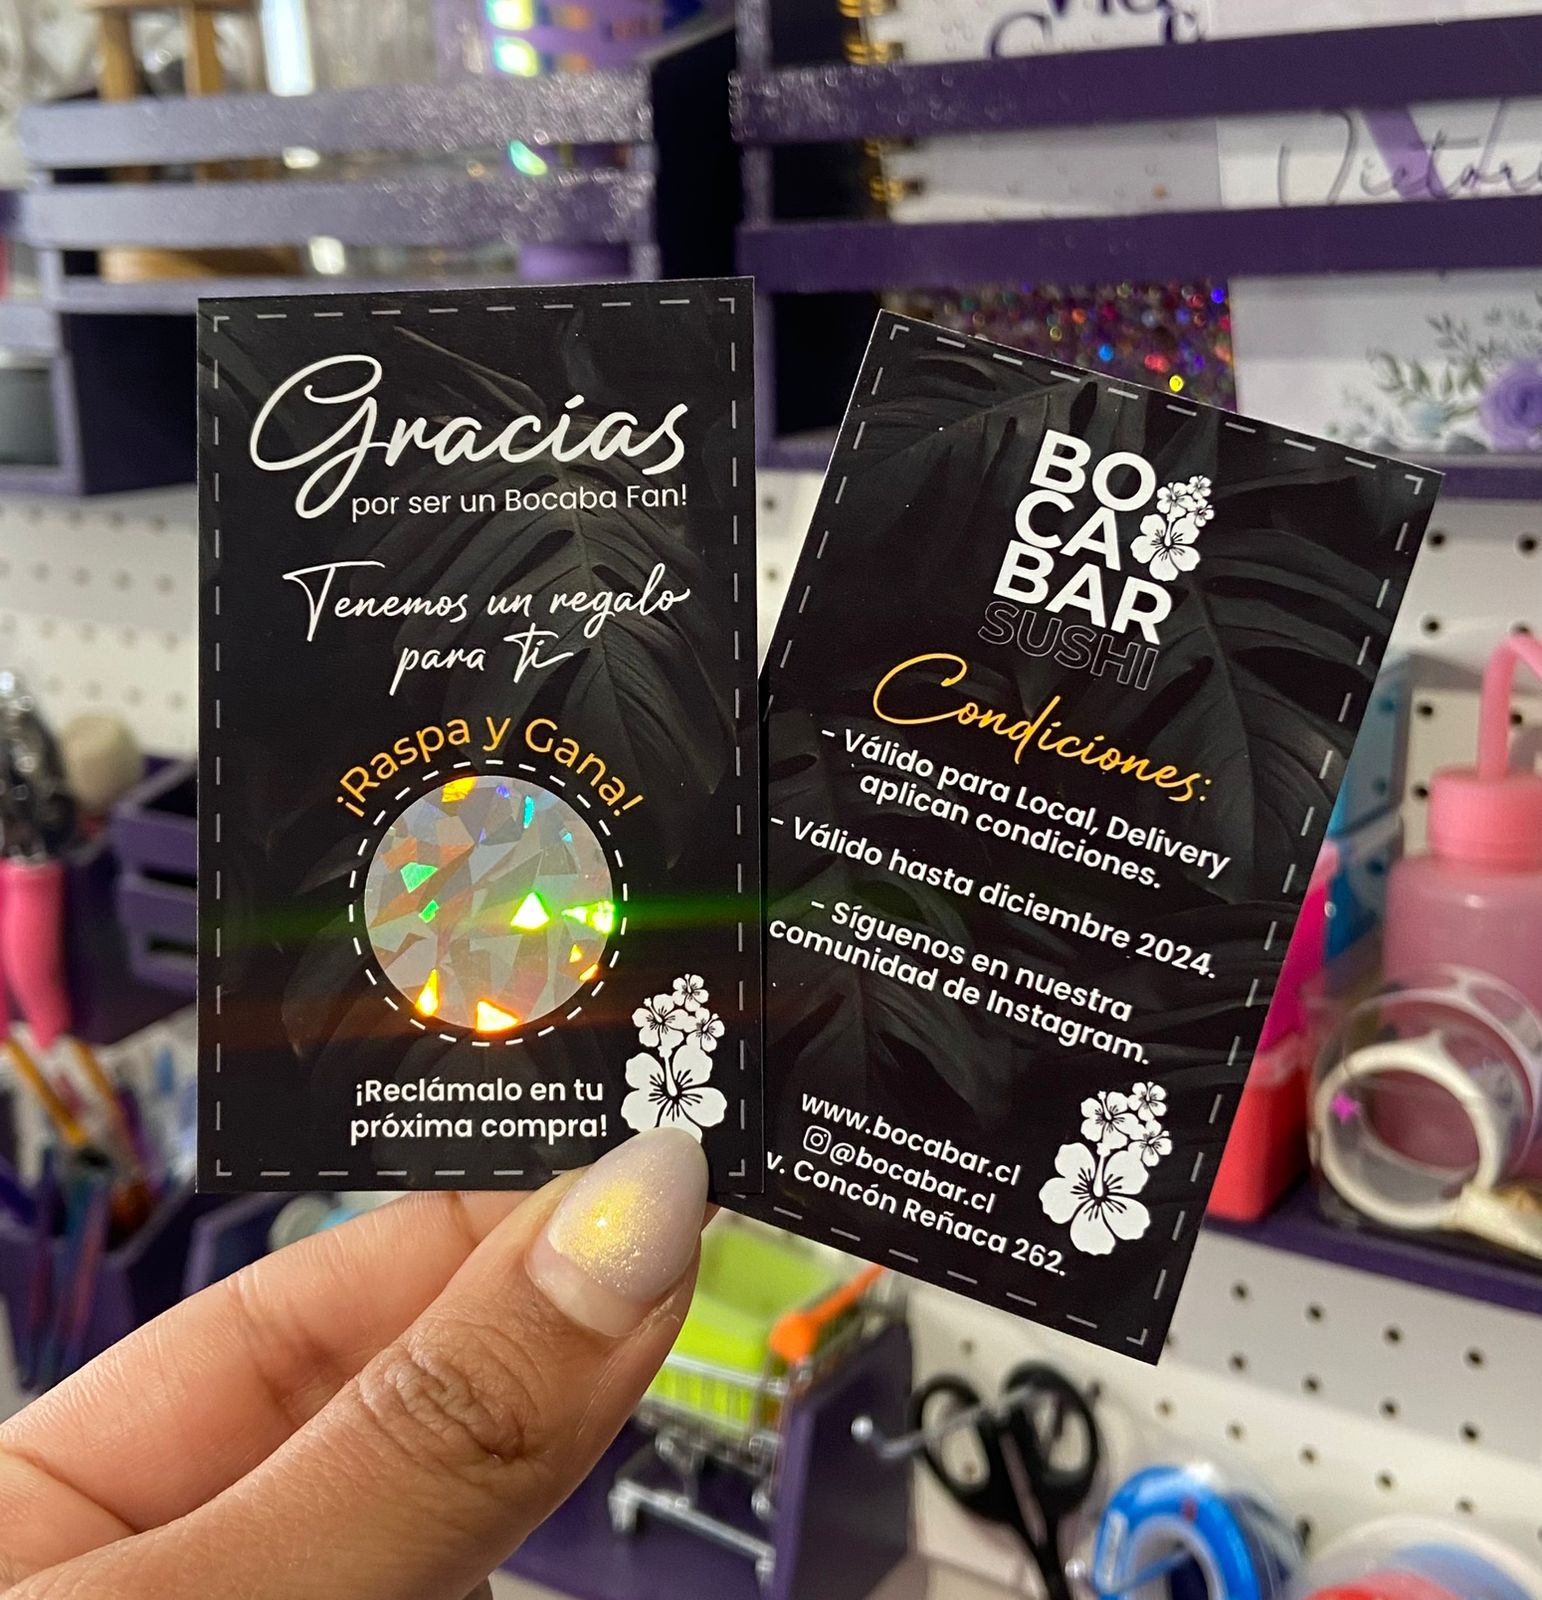 Gracias
por ser un Bocaba Fan!
Tenemos un regalo
para ti
¡Raspa y Gana!
¡Reclámalo en tu
próxima compra!
BO
CA
BAR
SUSHI
Condiciones:
- Válido para Local, Delivery
aplican condiciones.
- Válido hasta diciembre 2024.
- Síguenos en nuestra
comunidad de Instagram.
www.bocabar.cl
@bocabar.cl
v. Concón Reñaca 262.